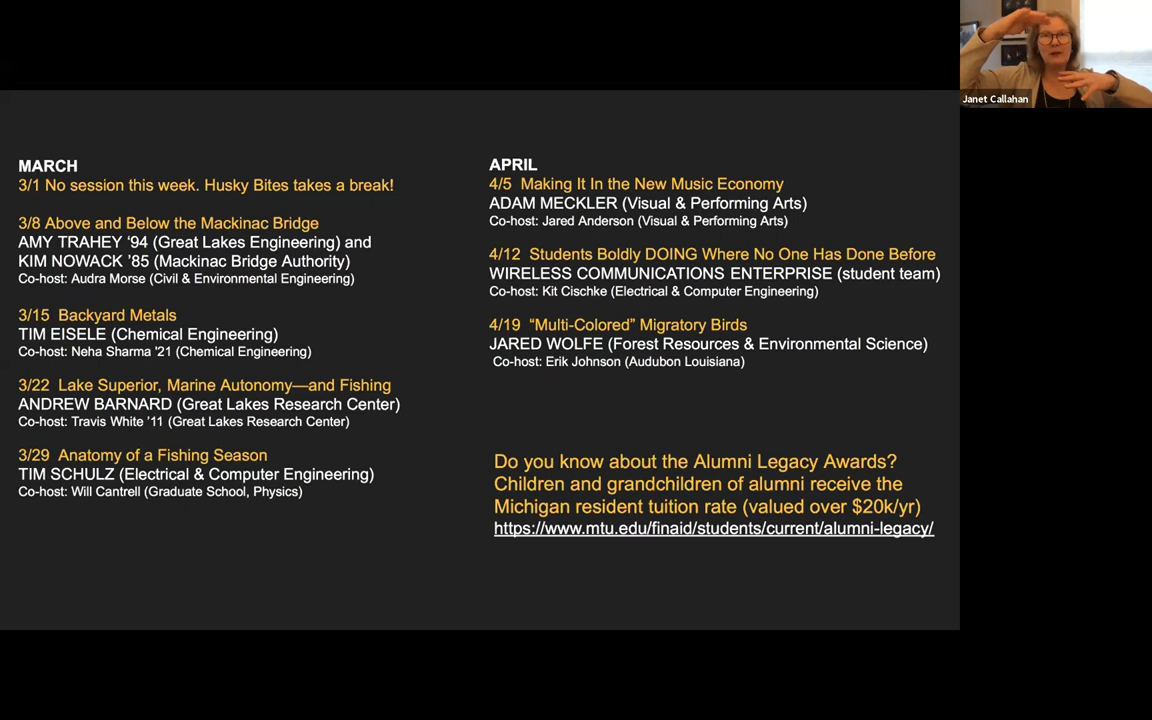 Janet Callahan
MARCH
3/1 No session this week. Husky Bites takes a break!
3/8 Above and Below the Mackinac Bridge
AMY TRAHEY ‘94 (Great Lakes Engineering) and
KIM NOWACK ’85 (Mackinac Bridge Authority)
Co-host: Audra Morse (Civil & Environmental Engineering)
3/15 Backyard Metals
TIM EISELE (Chemical Engineering)
Co-host: Neha Sharma '21 (Chemical Engineering)
3/22 Lake Superior, Marine Autonomy—and Fishing
ANDREW BARNARD (Great Lakes Research Center)
Co-host: Travis White ’11 (Great Lakes Research Center)
3/29 Anatomy of a Fishing Season
TIM SCHULZ (Electrical & Computer Engineering)
Co-host: Will Cantrell (Graduate School, Physics)
APRIL
4/5 Making It In the New Music Economy
ADAM MECKLER (Visual & Performing Arts)
Co-host: Jared Anderson (Visual & Performing Arts)
4/12 Students Boldly DOING Where No One Has Done Before
WIRELESS COMMUNICATIONS ENTERPRISE (student team)
Co-host: Kit Cischke (Electrical & Computer Engineering)
4/19 “Multi-Colored” Migratory Birds
JARED WOLFE (Forest Resources & Environmental Science)
Co-host: Erik Johnson (Audubon Louisiana)
Do you know about the Alumni Legacy Awards?
Children and grandchildren of alumni receive the
Michigan resident tuition rate (valued over $20k/yr)
https://www.mtu.edu/finaid/students/current/alumni-legacy/